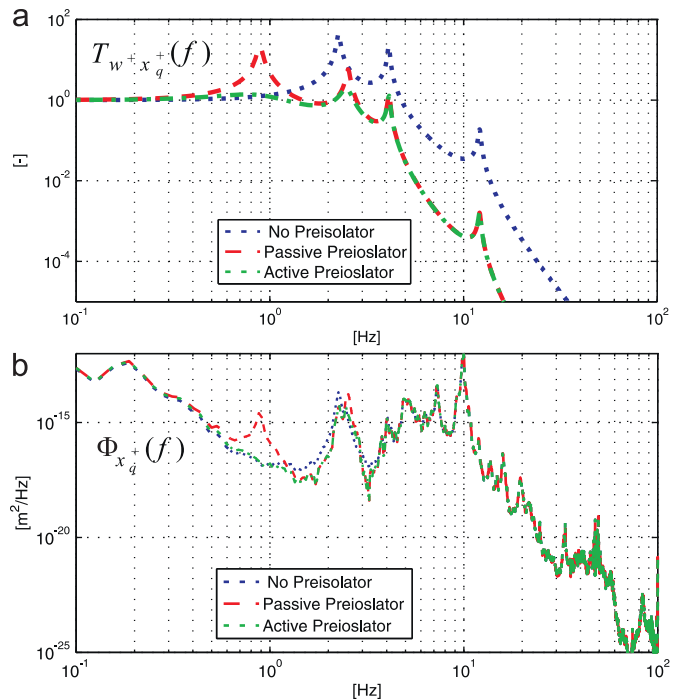 a
T_{w^+ x_q^+}(f)
10^2
10^0
10^-2
10^-4
[-]
No Preisolator
Passive Preioslator
Active Preioslator
10^-1 10^0 10^1 10^2
[Hz]
b
Φ_{x_q^+}(f)
10^-15
10^-20
10^-25
[m^2/Hz]
No Preisolator
Passive Preioslator
Active Preioslator
10^-1 10^0 10^1 10^2
[Hz]